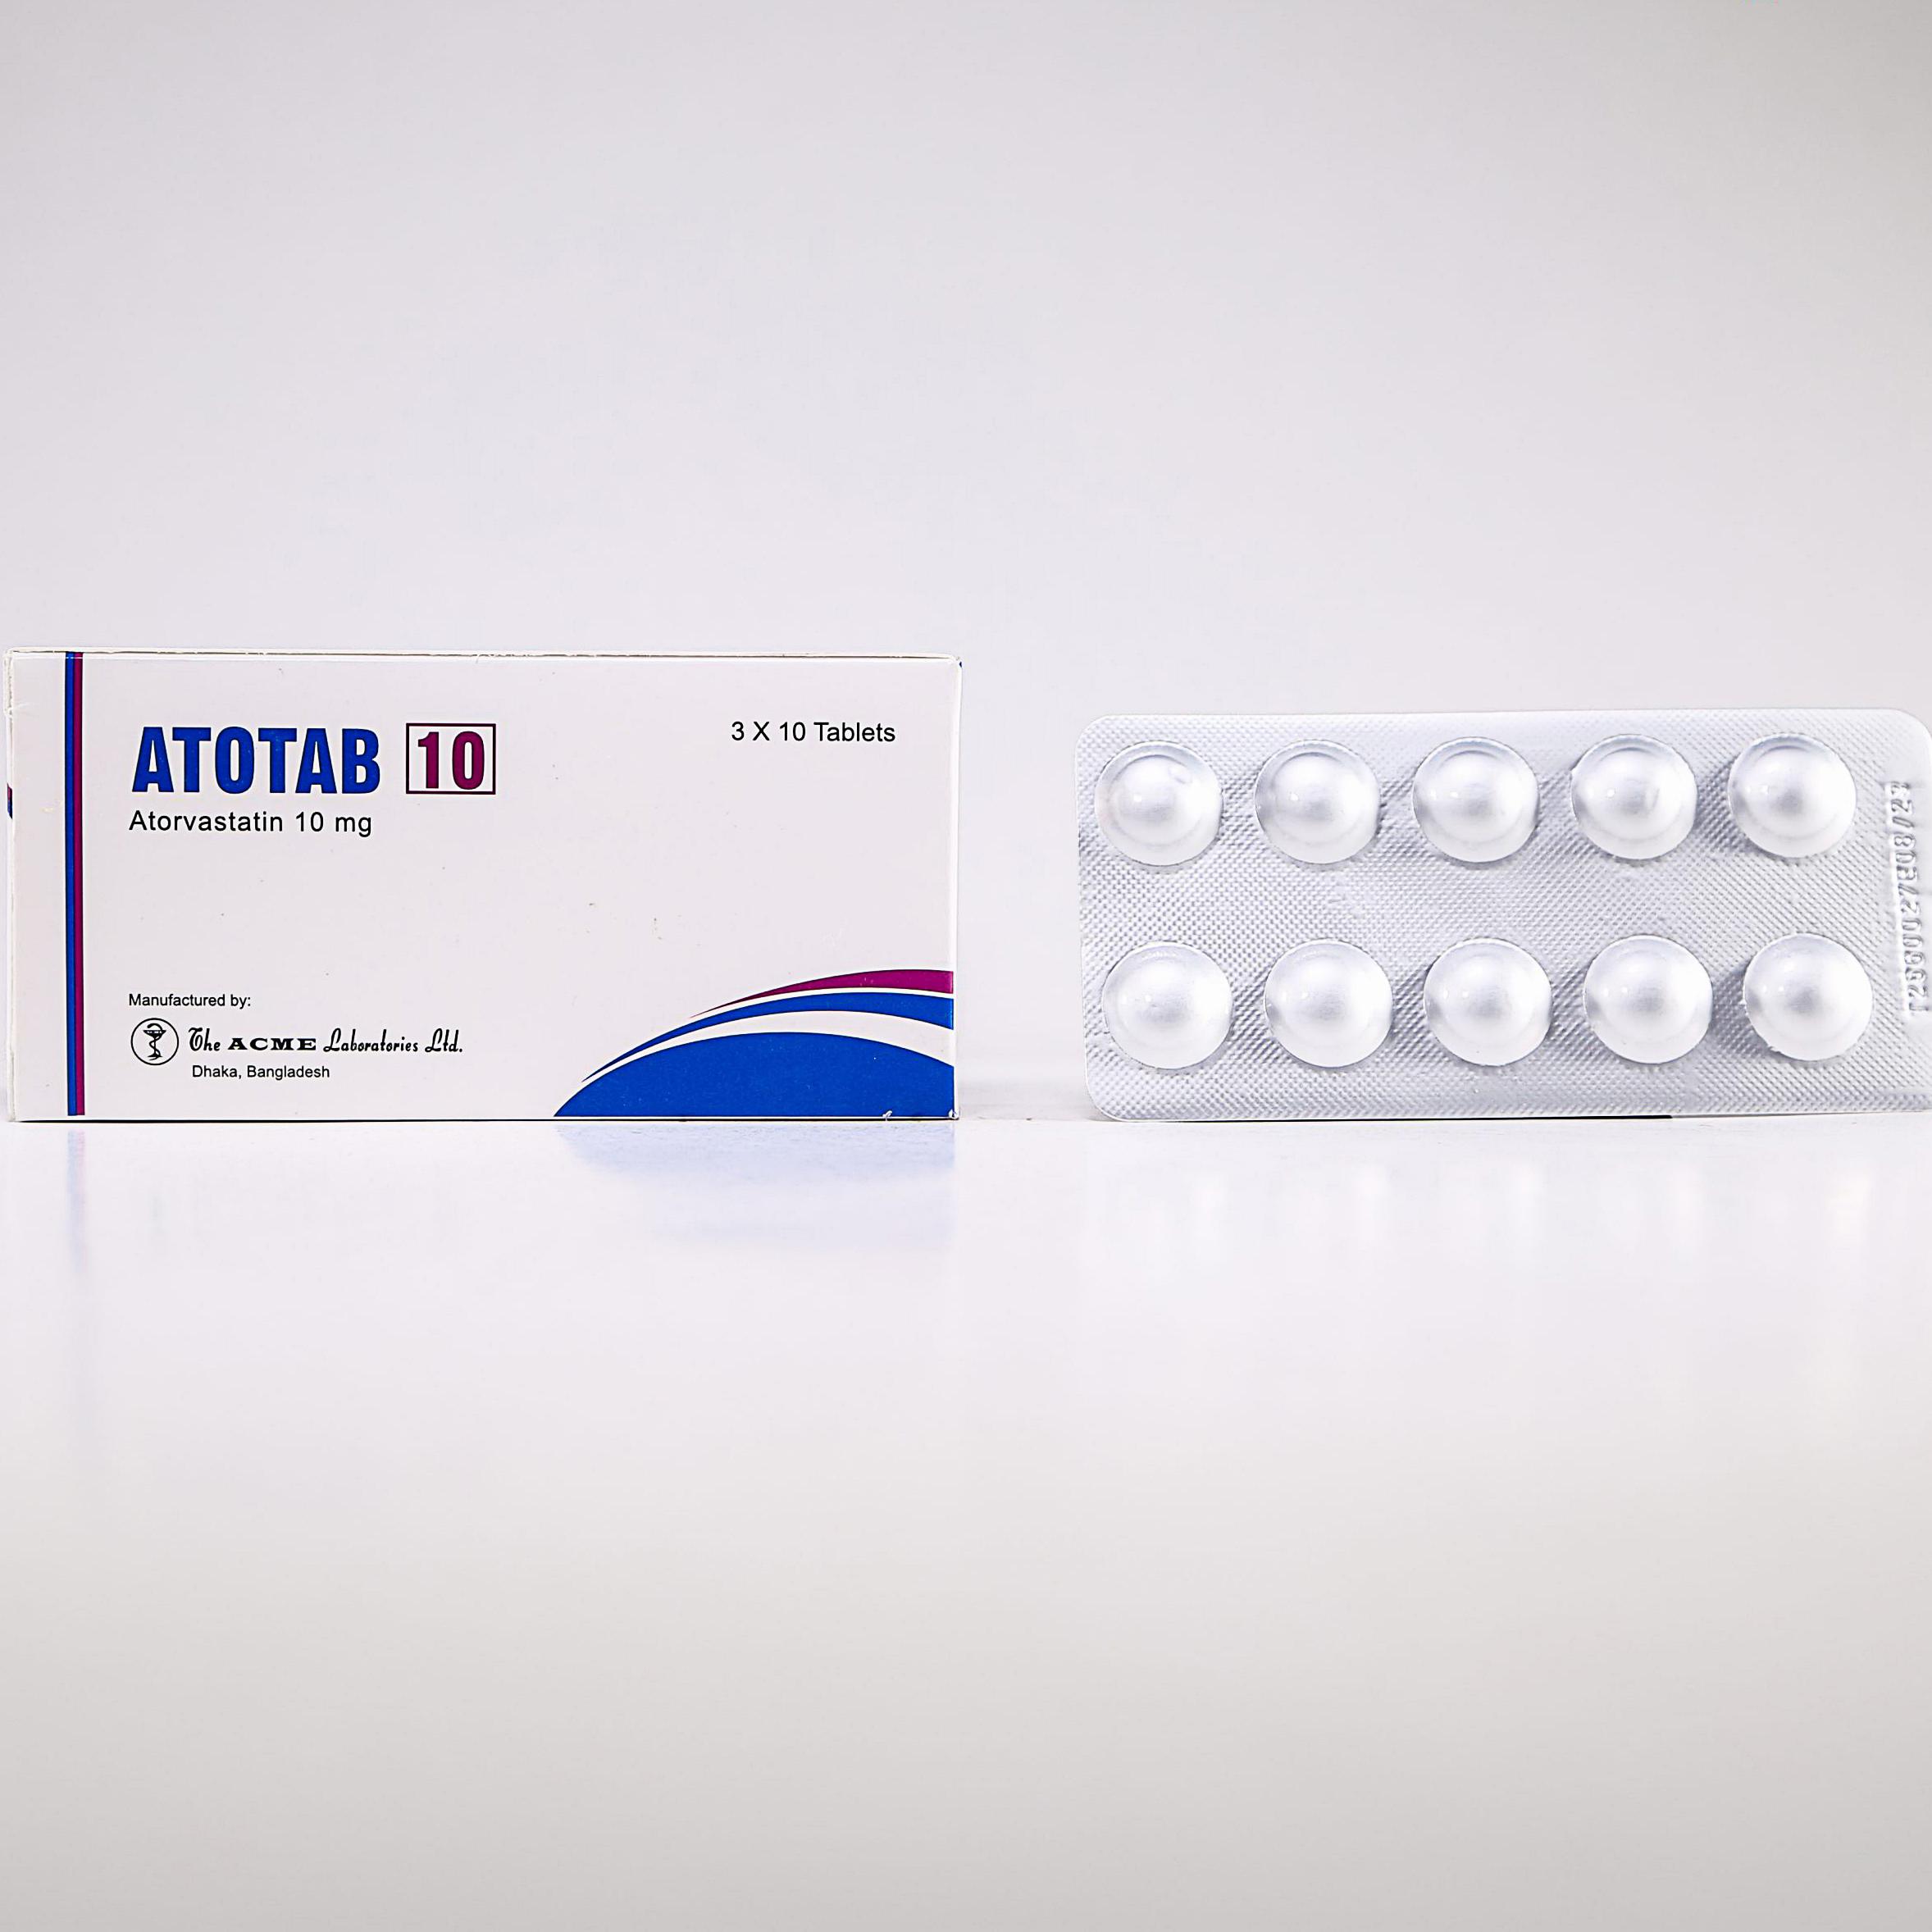 ATOTAB 10
3 X 10 Tablets
Atorvastatin 10 mg
Manufactured by:
The ACME Laboratories Ltd.
Dhaka, Bangladesh